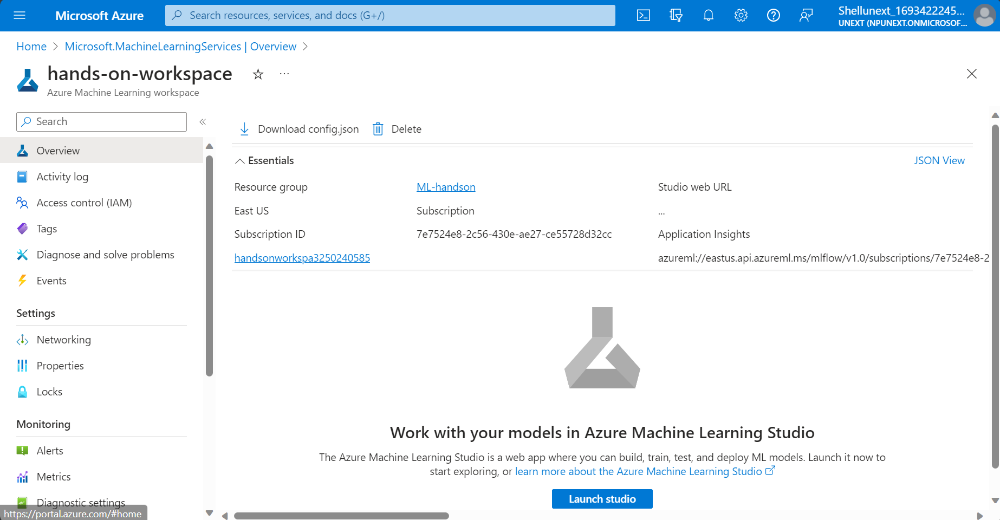 Microsoft Azure
Search resources, services, and docs (G+/)
Shellunext_1693422245...
UNEXT (NPUNEXT.ONMICROSOF...
Home
Microsoft.MachineLearningServices | Overview
hands-on-workspace
Azure Machine Learning workspace
Search
Overview
Activity log
Access control (IAM)
Tags
Diagnose and solve problems
Events
Settings
Networking
Properties
Locks
Monitoring
Alerts
Metrics
Diagnostic settings
https://portal.azure.com/#home
Download config.json
Delete
Essentials
JSON View
Resource group
ML-handson
Studio web URL
East US
Subscription
...
Subscription ID
7e7524e8-2c56-430e-ae27-ce55728d32cc
Application Insights
handsonworkspa3250240585
azureml://eastus.api.azureml.ms/mlflow/v1.0/subscriptions/7e7524e8-2
Work with your models in Azure Machine Learning Studio
The Azure Machine Learning Studio is a web app where you can build, train, test, and deploy ML models. Launch it now to
start exploring, or learn more about the Azure Machine Learning Studio
Launch studio